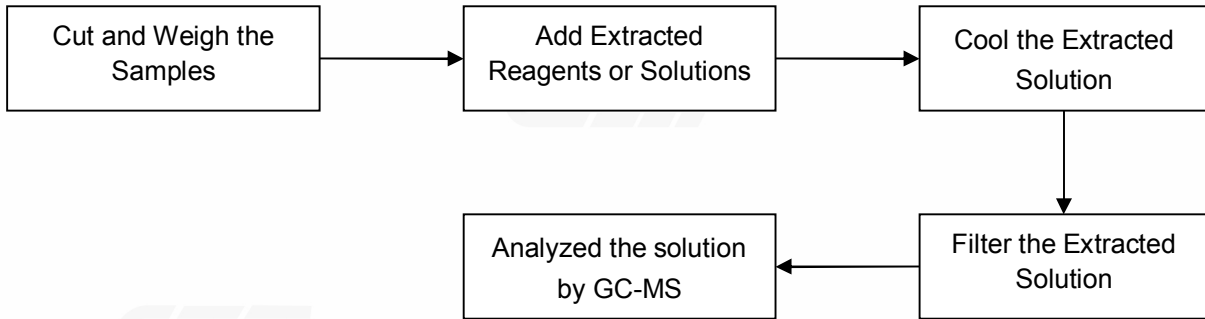 Cut and Weigh the
Samples
Add Extracted
Reagents or Solutions
Cool the Extracted
Solution
Filter the Extracted
Solution
Analyzed the solution
by GC-MS